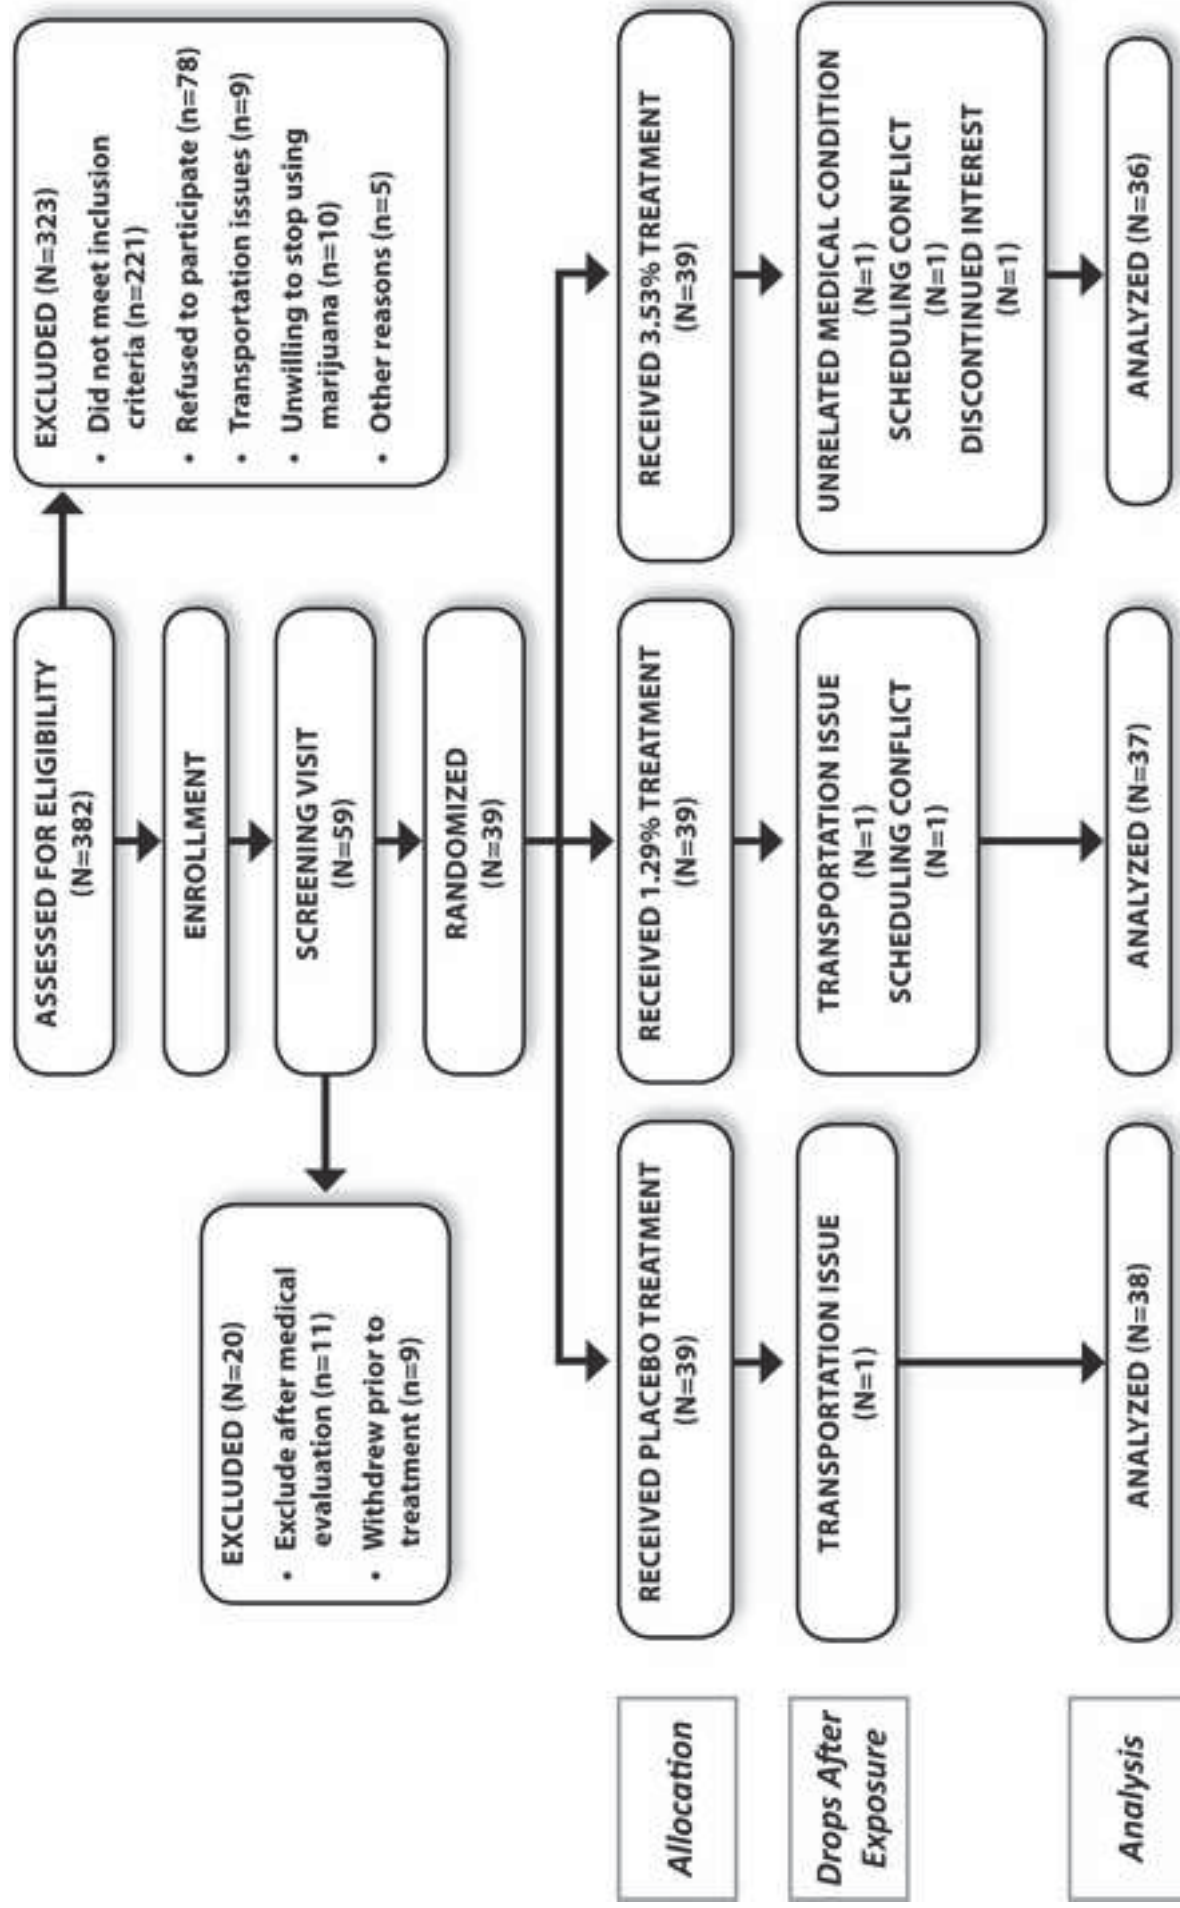 ASSESSED FOR ELIGIBILITY
(N=382)
EXCLUDED (N=323)
• Did not meet inclusion
criteria (n=221)
• Refused to participate (n=78)
• Transportation issues (n=9)
• Unwilling to stop using
marijuana (n=10)
• Other reasons (n=5)
ENROLLMENT
SCREENING VISIT
(N=59)
EXCLUDED (N=20)
• Exclude after medical
evaluation (n=11)
• Withdrew prior to
treatment (n=9)
RANDOMIZED
(N=39)
Allocation
RECEIVED PLACEBO TREATMENT
(N=39)
RECEIVED 1.29% TREATMENT
(N=39)
RECEIVED 3.53% TREATMENT
(N=39)
Drops After
Exposure
TRANSPORTATION ISSUE
(N=1)
TRANSPORTATION ISSUE
(N=1)
SCHEDULING CONFLICT
(N=1)
UNRELATED MEDICAL CONDITION
(N=1)
SCHEDULING CONFLICT
(N=1)
DISCONTINUED INTEREST
(N=1)
Analysis
ANALYZED (N=38)
ANALYZED (N=37)
ANALYZED (N=36)